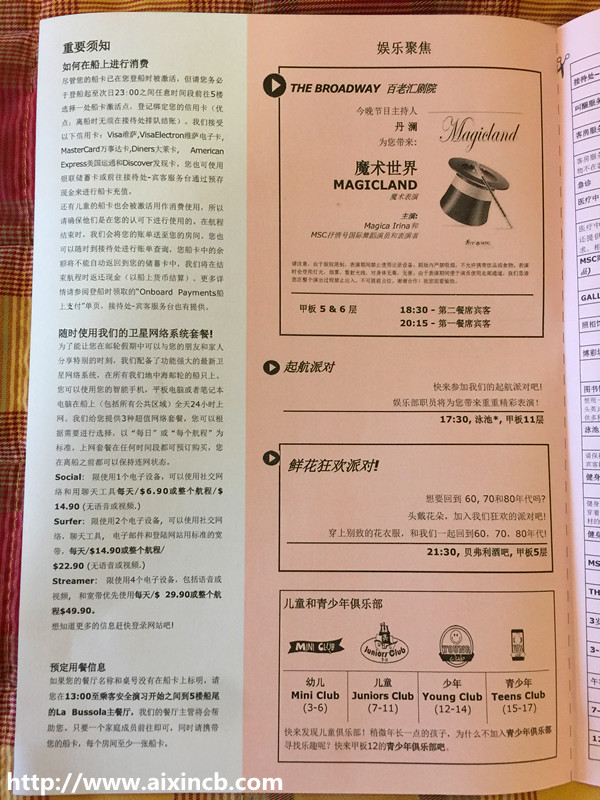 重要须知
如何在船上进行消费
尽管您的船卡已在您登船时被激活，但请您务必
于登船起至次日23:00之间任意时间段前往5楼
选择一处船卡激活点，登记绑定您的信用卡（优
点：离船时无须在接待处排队结账）。我们接受
以下信用卡：Visa维萨,VisaElectron维萨电子卡,
MasterCard万事达卡,Diners大莱卡, American
Express美国运通和Discover发现卡。您也可使用
银联储蓄卡或前往接待处-宾客服务台通过预存
现金来进行船卡充值。
还有儿童的船卡也会被激活用作消费使用，所以
请确保他们是在您的认可下进行使用的。在航程
结束时，我们会将您的账单送至您的房间。您也
可以随时到接待处进行账单查询。您船卡中的余
额将不能自动返回到您的储蓄卡中，我们将在结
束航程时返还现金（以船上货币结算）。更多详
情请参阅登船时领取的“Onboard Payments船
上支付”单页，接待处-宾客服务台也有提供。
随时使用我们的卫星网络系统套餐!
为了能让您在邮轮假期中可以与您的朋友和家人
分享特别的时刻，我们配备了功能强大的最新卫
星网络系统，在所有我们地中海邮轮的船只上。
您可以使用您的智能手机，平板电脑或者笔记本
电脑在船上（包括所有公共区域）全天24小时上
网。我们给您提供3种超值网络套餐，您可以根
据需要进行选择，以“每日”或“每个航程”为
标准。上网套餐在任何时间段都可预订购买，您
在离船之前都可以保持连网状态。
Social: 限使用1个电子设备，可以使用社交网
络和用聊天工具每天/$6.90或整个航程/$
14.90 (无语音或视频.)
Surfer: 限使用2个电子设备，可以使用社交网
络，聊天工具， 电子邮件和登陆网站用标准的宽
带，每天/$14.90或整个航程/
$22.90 (无语音或视频.)
Streamer: 限使用4个电子设备，包括语音或
视频， 和宽带优先使用每天/$ 29.90或整个航
程$49.90。
想知道更多的信息赶快登录网站吧!
预定用餐信息
如果您的餐厅名称和桌号没有在船卡上标明，请
您在13:00至乘客安全演习开始之间到5楼船尾
的La Bussola主餐厅，我们的餐厅主管将会帮
助您。只要一个家庭成员前往即可，同时请携带
您的船卡，每个房间至少一张船卡。
娱乐聚焦
THE BROADWAY 百老汇剧院
今晚节目主持人
丹 澜
为您带来:
魔术世界
MAGICLAND
魔术表演
主演:
Magica Irina和
MSC抒情号国际舞蹈演员和表演者
Magicland
甲板 5 & 6 层
18:30 - 第二餐席宾客
20:15 - 第一餐席宾客
起航派对
快来参加我们的起航派对吧!
娱乐部职员将为您带来重重精彩表演!
17:30, 泳池*, 甲板11层
鲜花狂欢派对!
想要回到 60, 70和80年代吗?
头戴花朵，加入我们狂欢的派对吧!
穿上别致的花衣服，和我们一起回到60、70、80年代!
21:30, 贝弗利酒吧, 甲板5层
儿童和青少年俱乐部
MINI CLUB
Juniors Club
YOUNG Club
幼儿
Mini Club
(3-6)
儿童
Juniors Club
(7-11)
少年
Young Club
(12-14)
青少年
Teens Club
(15-17)
快来发现儿童俱乐部! 稍微年长一点的孩子，为什么不加入青少年俱乐部
寻找乐趣呢? 快来甲板12的青少年俱乐部吧。
http://www.aixincb.com